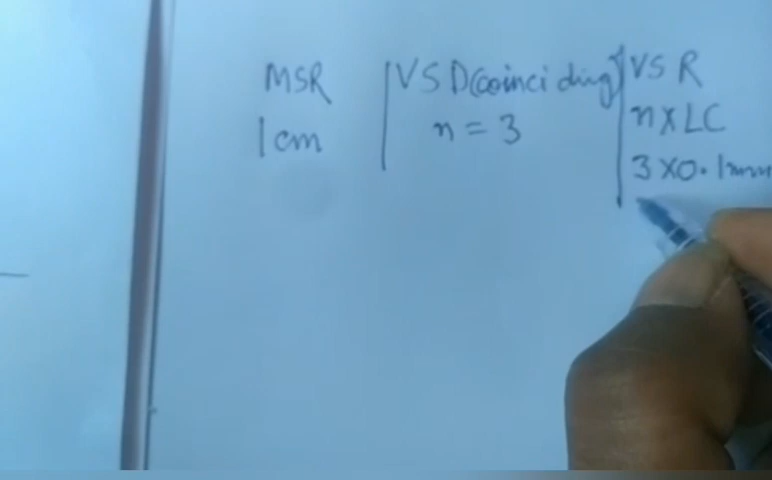 MSR | VSD(coinciding) | VSR
1cm n = 3 n×LC
3×0.1mm